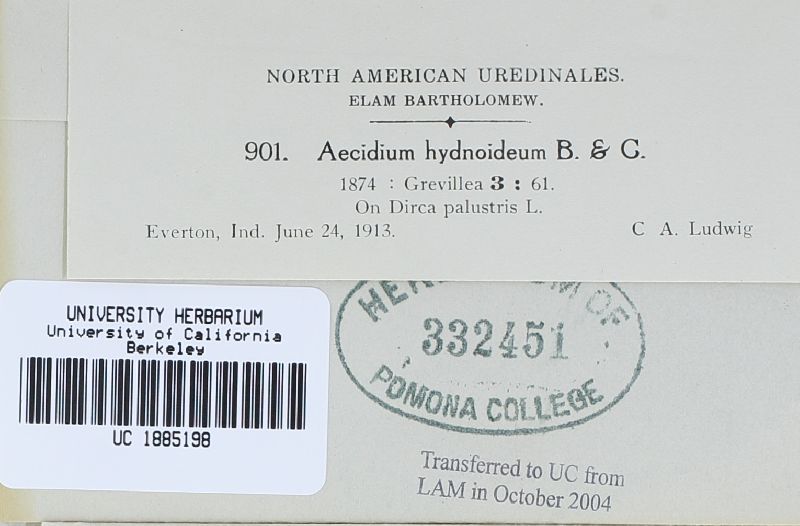 NORTH AMERICAN UREDINALES.
ELAM BARTHOLOMEW.
901. Aecidium hydnoideum B. & C.
1874 : Grevillea 3 : 61.
On Dirca palustris L.
Everton, Ind. June 24, 1913. C A. Ludwig
UNIVERSITY HERBARIUM
University of California
Berkeley
UC 1885198
OF
332451
POMONA COLLEGE
Transferred to UC from
LAM in October 2004